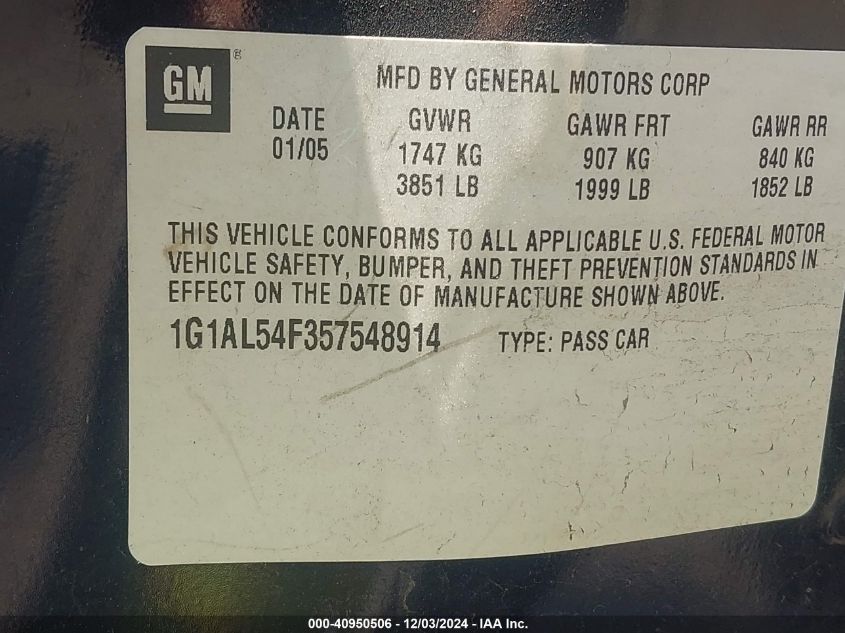 GM®
MFD BY GENERAL MOTORS CORP
DATE GVWR GAWR FRT GAWR RR
01/05 1747 KG 907 KG 840 KG
3851 LB 1999 LB 1852 LB
THIS VEHICLE CONFORMS TO ALL APPLICABLE U.S. FEDERAL MOTOR
VEHICLE SAFETY, BUMPER, AND THEFT PREVENTION STANDARDS IN
EFFECT ON THE DATE OF MANUFACTURE SHOWN ABOVE.
1G1AL54F357548914 TYPE: PASS CAR
000-40950506 - 12/03/2024 - IAA Inc.